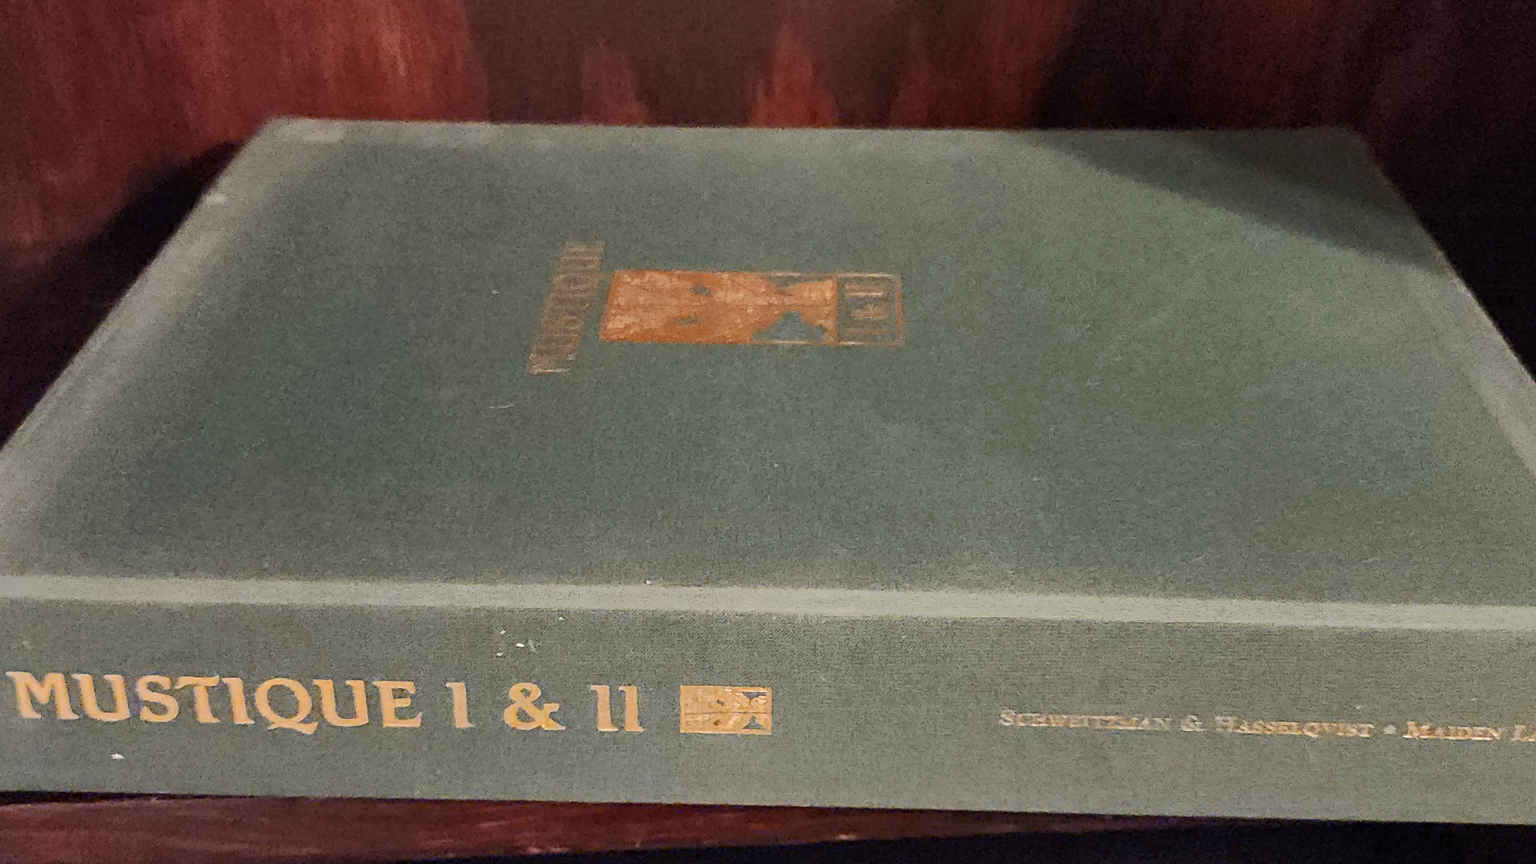 MUSTIQUE
MUSTIQUE I & II
SCHWEITZMAN & HASSELQVIST • MAIDEN